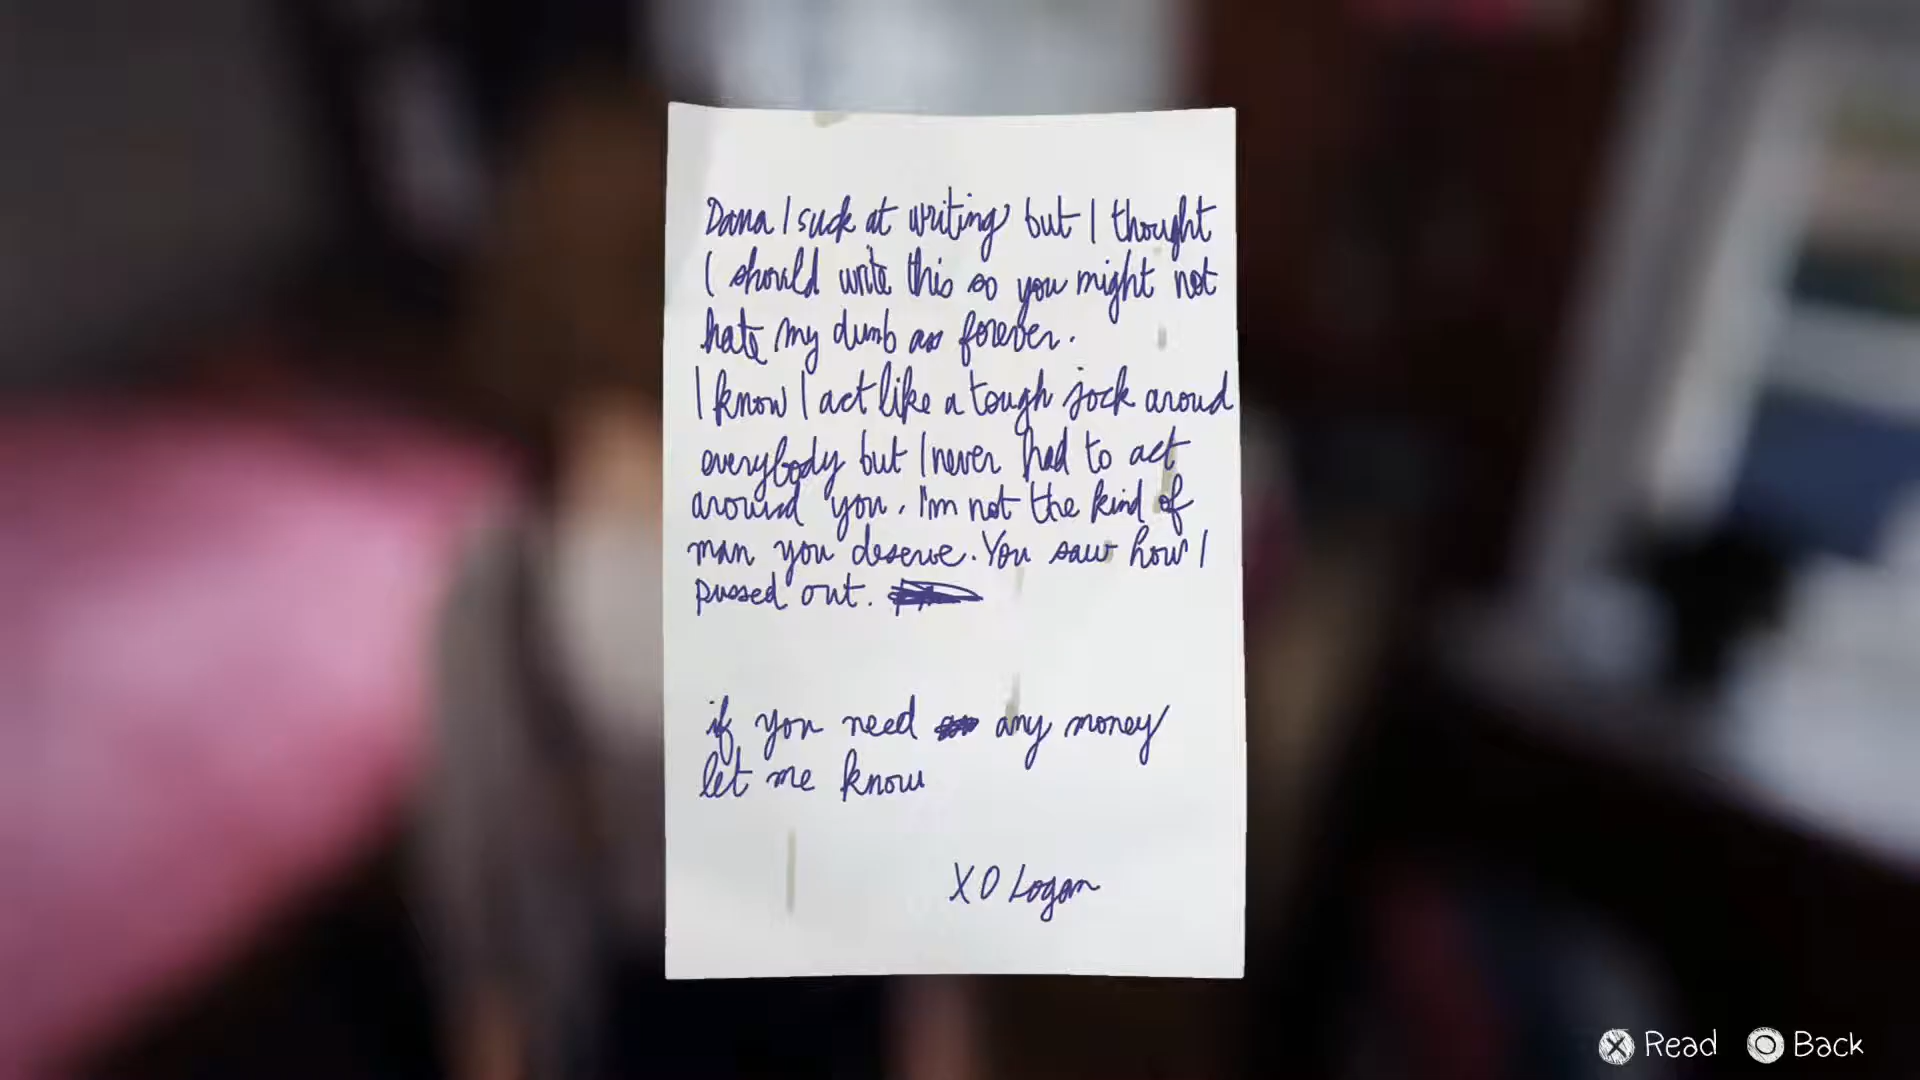 Dana I suck at writing but I thought
I should write this so you might not
hate my dumb ass forever.
I know I act like a tough jock aroud
everybody but I never had to act
around you. I'm not the kind of
man you deserve. You saw how I
pussed out.
if you need any money
let me know
XO Logan
Read
Back